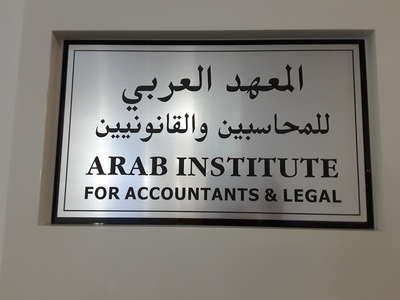 المعهد العربي
للمحاسبين والقانونيين
ARAB INSTITUTE
FOR ACCOUNTANTS & LEGAL